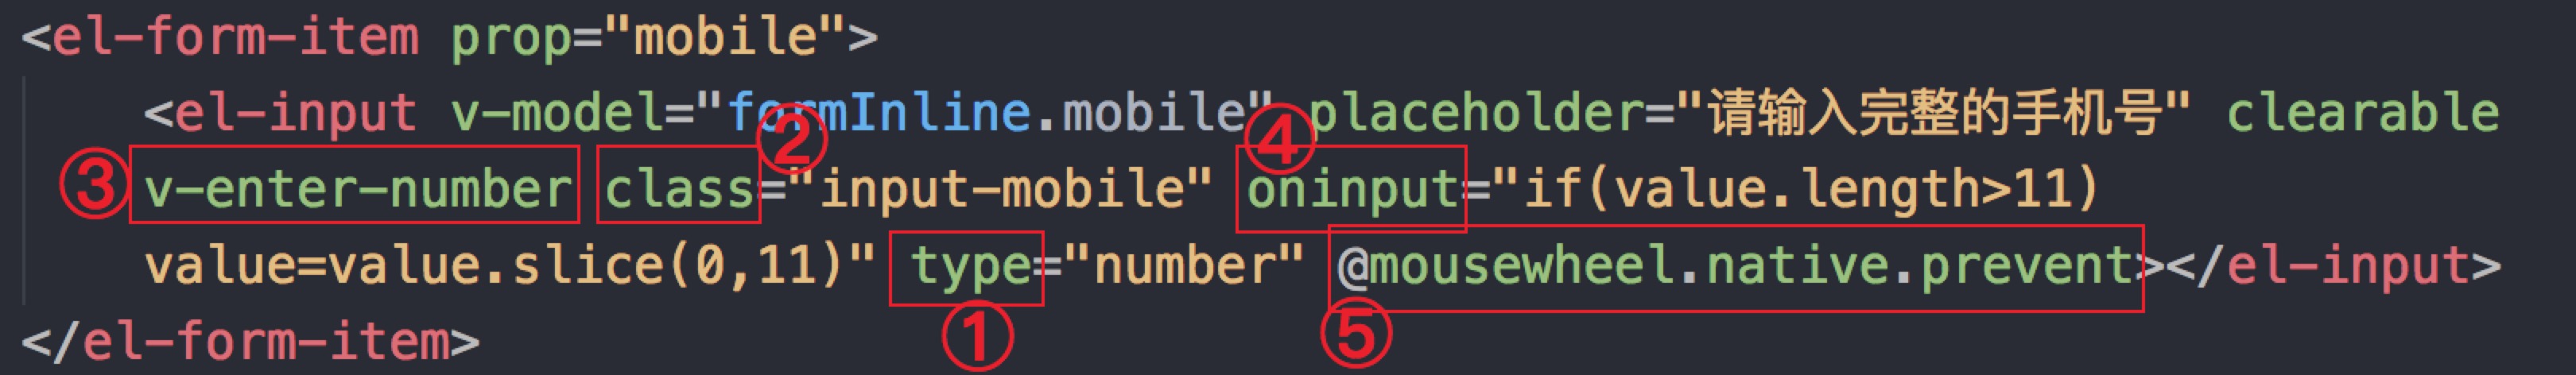 <el-form-item prop="mobile">
<el-input v-model="formInline.mobile" placeholder="请输入完整的手机号" clearable
② ④
③ v-enter-number class="input-mobile" oninput="if(value.length>11)
value=value.slice(0,11)" type="number" @mousewheel.native.prevent></el-input>
① ⑤
</el-form-item>